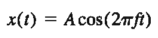 x(t) = A cos(2πft)